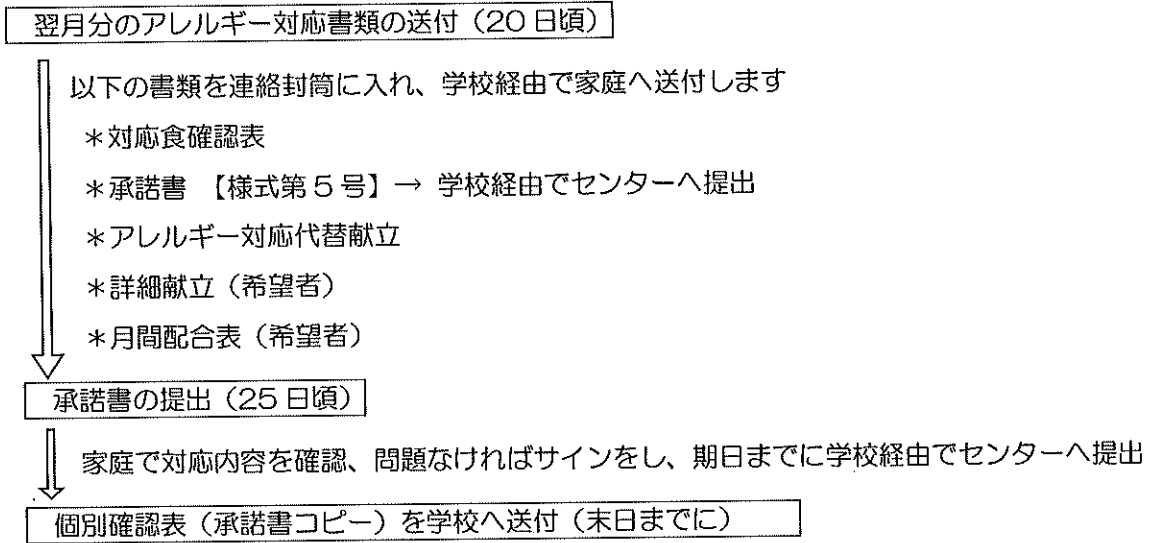 翌月分のアレルギー対応書類の送付（20日頃）
以下の書類を連絡封筒に入れ、学校経由で家庭へ送付します
＊対応食確認表
＊承諾書 【様式第５号】→ 学校経由でセンターへ提出
＊アレルギー対応代替献立
＊詳細献立（希望者）
＊月間配合表（希望者）
承諾書の提出（25日頃）
家庭で対応内容を確認、問題なければサインをし、期日までに学校経由でセンターへ提出
個別確認表（承諾書コピー）を学校へ送付（末日までに）